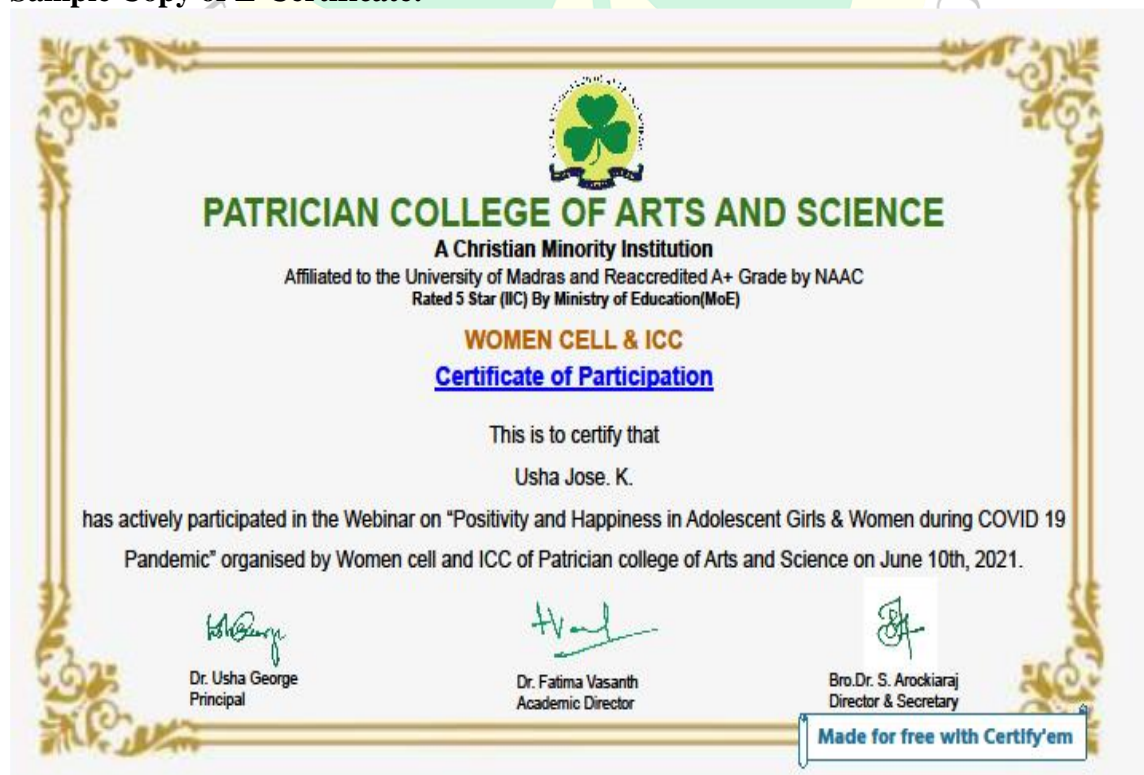 Sample Copy of E-Certificate:
PATRICIAN COLLEGE OF ARTS AND SCIENCE
A Christian Minority Institution
Affiliated to the University of Madras and Reaccredited A+ Grade by NAAC
Rated 5 Star (IIC) By Ministry of Education(MoE)
WOMEN CELL & ICC
Certificate of Participation
This is to certify that
Usha Jose. K.
has actively participated in the Webinar on “Positivity and Happiness in Adolescent Girls & Women during COVID 19
Pandemic” organised by Women cell and ICC of Patrician college of Arts and Science on June 10th, 2021.
Dr. Usha George
Principal
Dr. Fatima Vasanth
Academic Director
Bro.Dr. S. Arockiaraj
Director & Secretary
Made for free with Certify'em